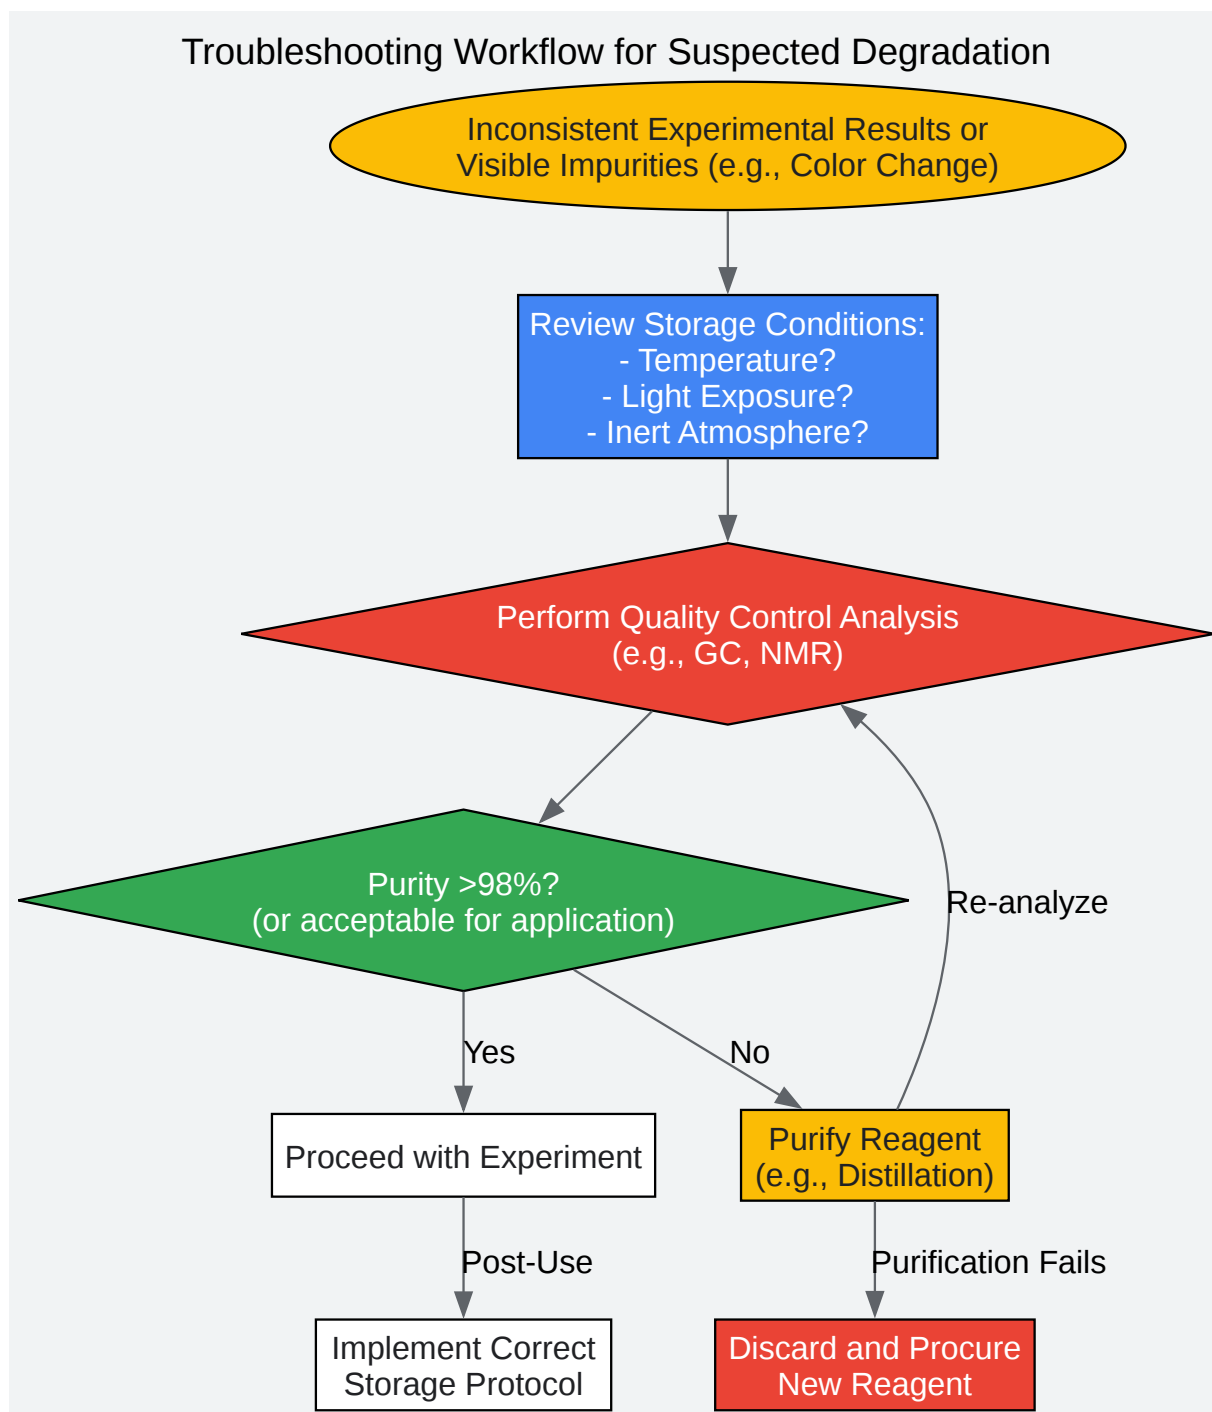 Troubleshooting Workflow for Suspected Degradation
Inconsistent Experimental Results or
Visible Impurities (e.g., Color Change)
Review Storage Conditions:
- Temperature?
- Light Exposure?
- Inert Atmosphere?
Perform Quality Control Analysis
(e.g., GC, NMR)
Purity >98%?
(or acceptable for application)
Re-analyze
Yes
No
Proceed with Experiment
Purify Reagent
(e.g., Distillation)
Post-Use
Purification Fails
Implement Correct
Storage Protocol
Discard and Procure
New Reagent